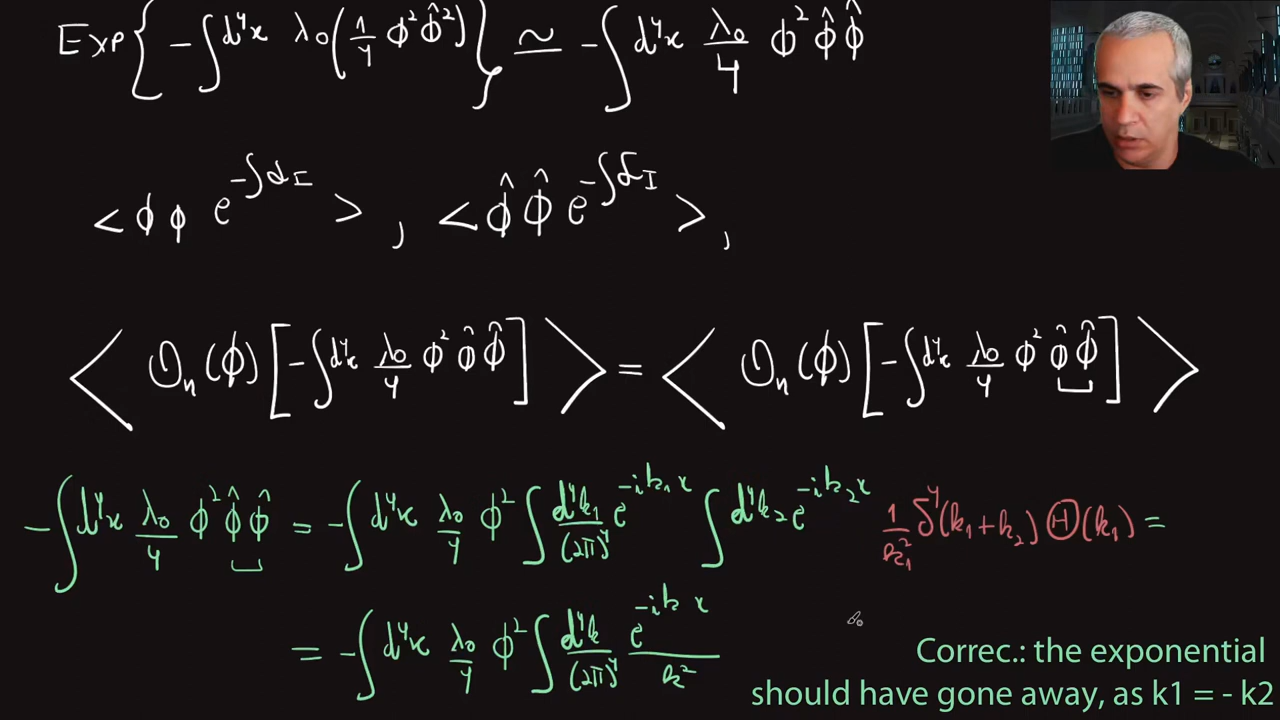 Exp{ -∫d⁴x λ₀(1/4 ϕ²ϕ̂²)} ≃ -∫d⁴x λ₀/4 ϕ²ϕ̂ϕ̂
<ϕϕ e^{-∫ℒ_I}>, <ϕ̂ϕ̂ e^{-∫ℒ_I}>,
<𝒪ₙ(ϕ)[-∫d⁴x λ₀/4 ϕ²ϕ̂ϕ̂]> = <𝒪ₙ(ϕ)[-∫d⁴x λ₀/4 ϕ²ϕ̂ϕ̂]>
-∫d⁴x λ₀/4 ϕ²ϕ̂ϕ̂ = -∫d⁴x λ₀/4 ϕ² ∫d⁴k₁/(2π)⁴ e^{-ik₁x} ∫d⁴k₂ e^{-ik₂x} 1/k₁² δ⁴(k₁+k₂) Θ(k₁) =
= -∫d⁴x λ₀/4 ϕ² ∫d⁴k/(2π)⁴ e^{-ikx}/k²
Correc.: the exponential
should have gone away, as k1 = - k2